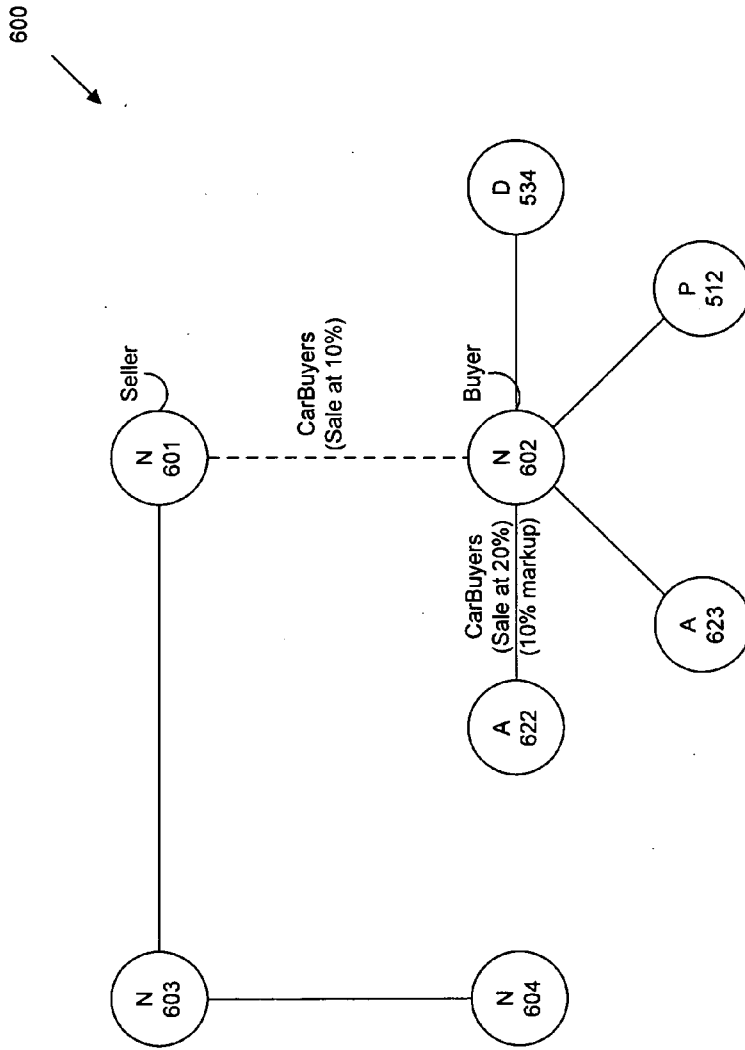 600
Seller
N
601
CarBuyers
(Sale at 10%)
D
534
Buyer
N
602
P
512
CarBuyers
(Sale at 20%)
(10% markup)
A
622
A
623
N
603
N
604